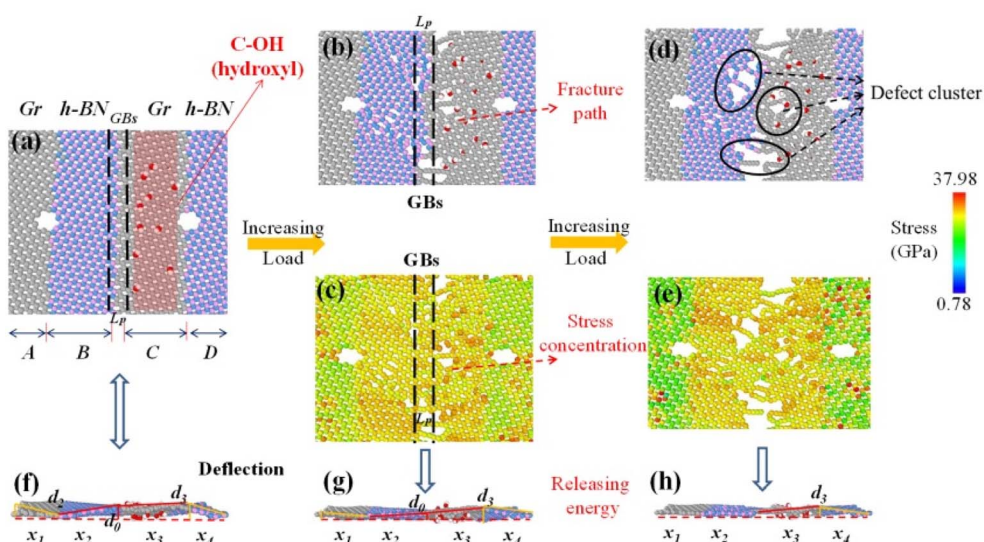 (a)
Gr h-BN GBs Gr h-BN
C-OH
(hydroxyl)
Lp
A B C D
(b)
Lp
GBs
Fracture
path
(d)
Defect cluster
Increasing
Load
Increasing
Load
(c)
GBs
Lp
Stress
concentration
(e)
37.98
Stress
(GPa)
0.78
Deflection
(f)
d2 d0 d3
x1 x2 x3 x4
(g)
d0 d3
x1 x2 x3 x4
Releasing
energy
(h)
d3
x1 x2 x3 x4